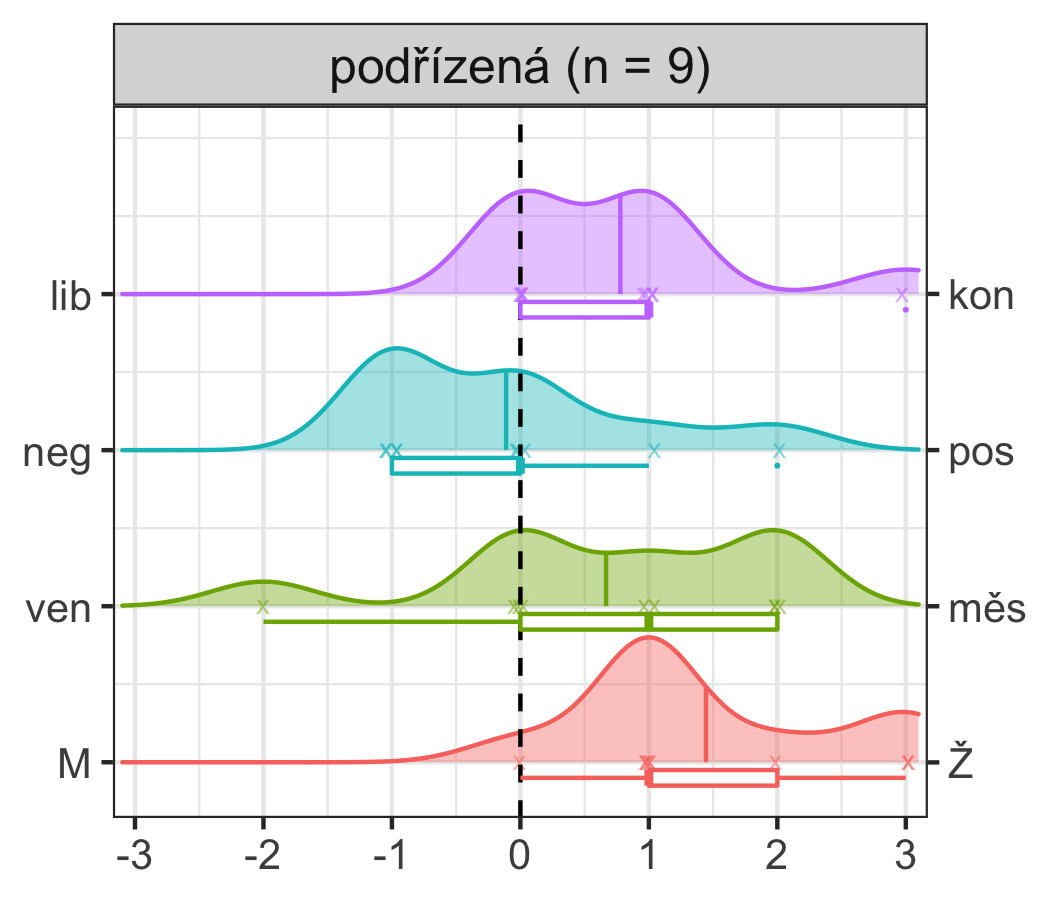 podřízená (n = 9)
lib kon
neg pos
ven měs
M Ž
-3 -2 -1 0 1 2 3